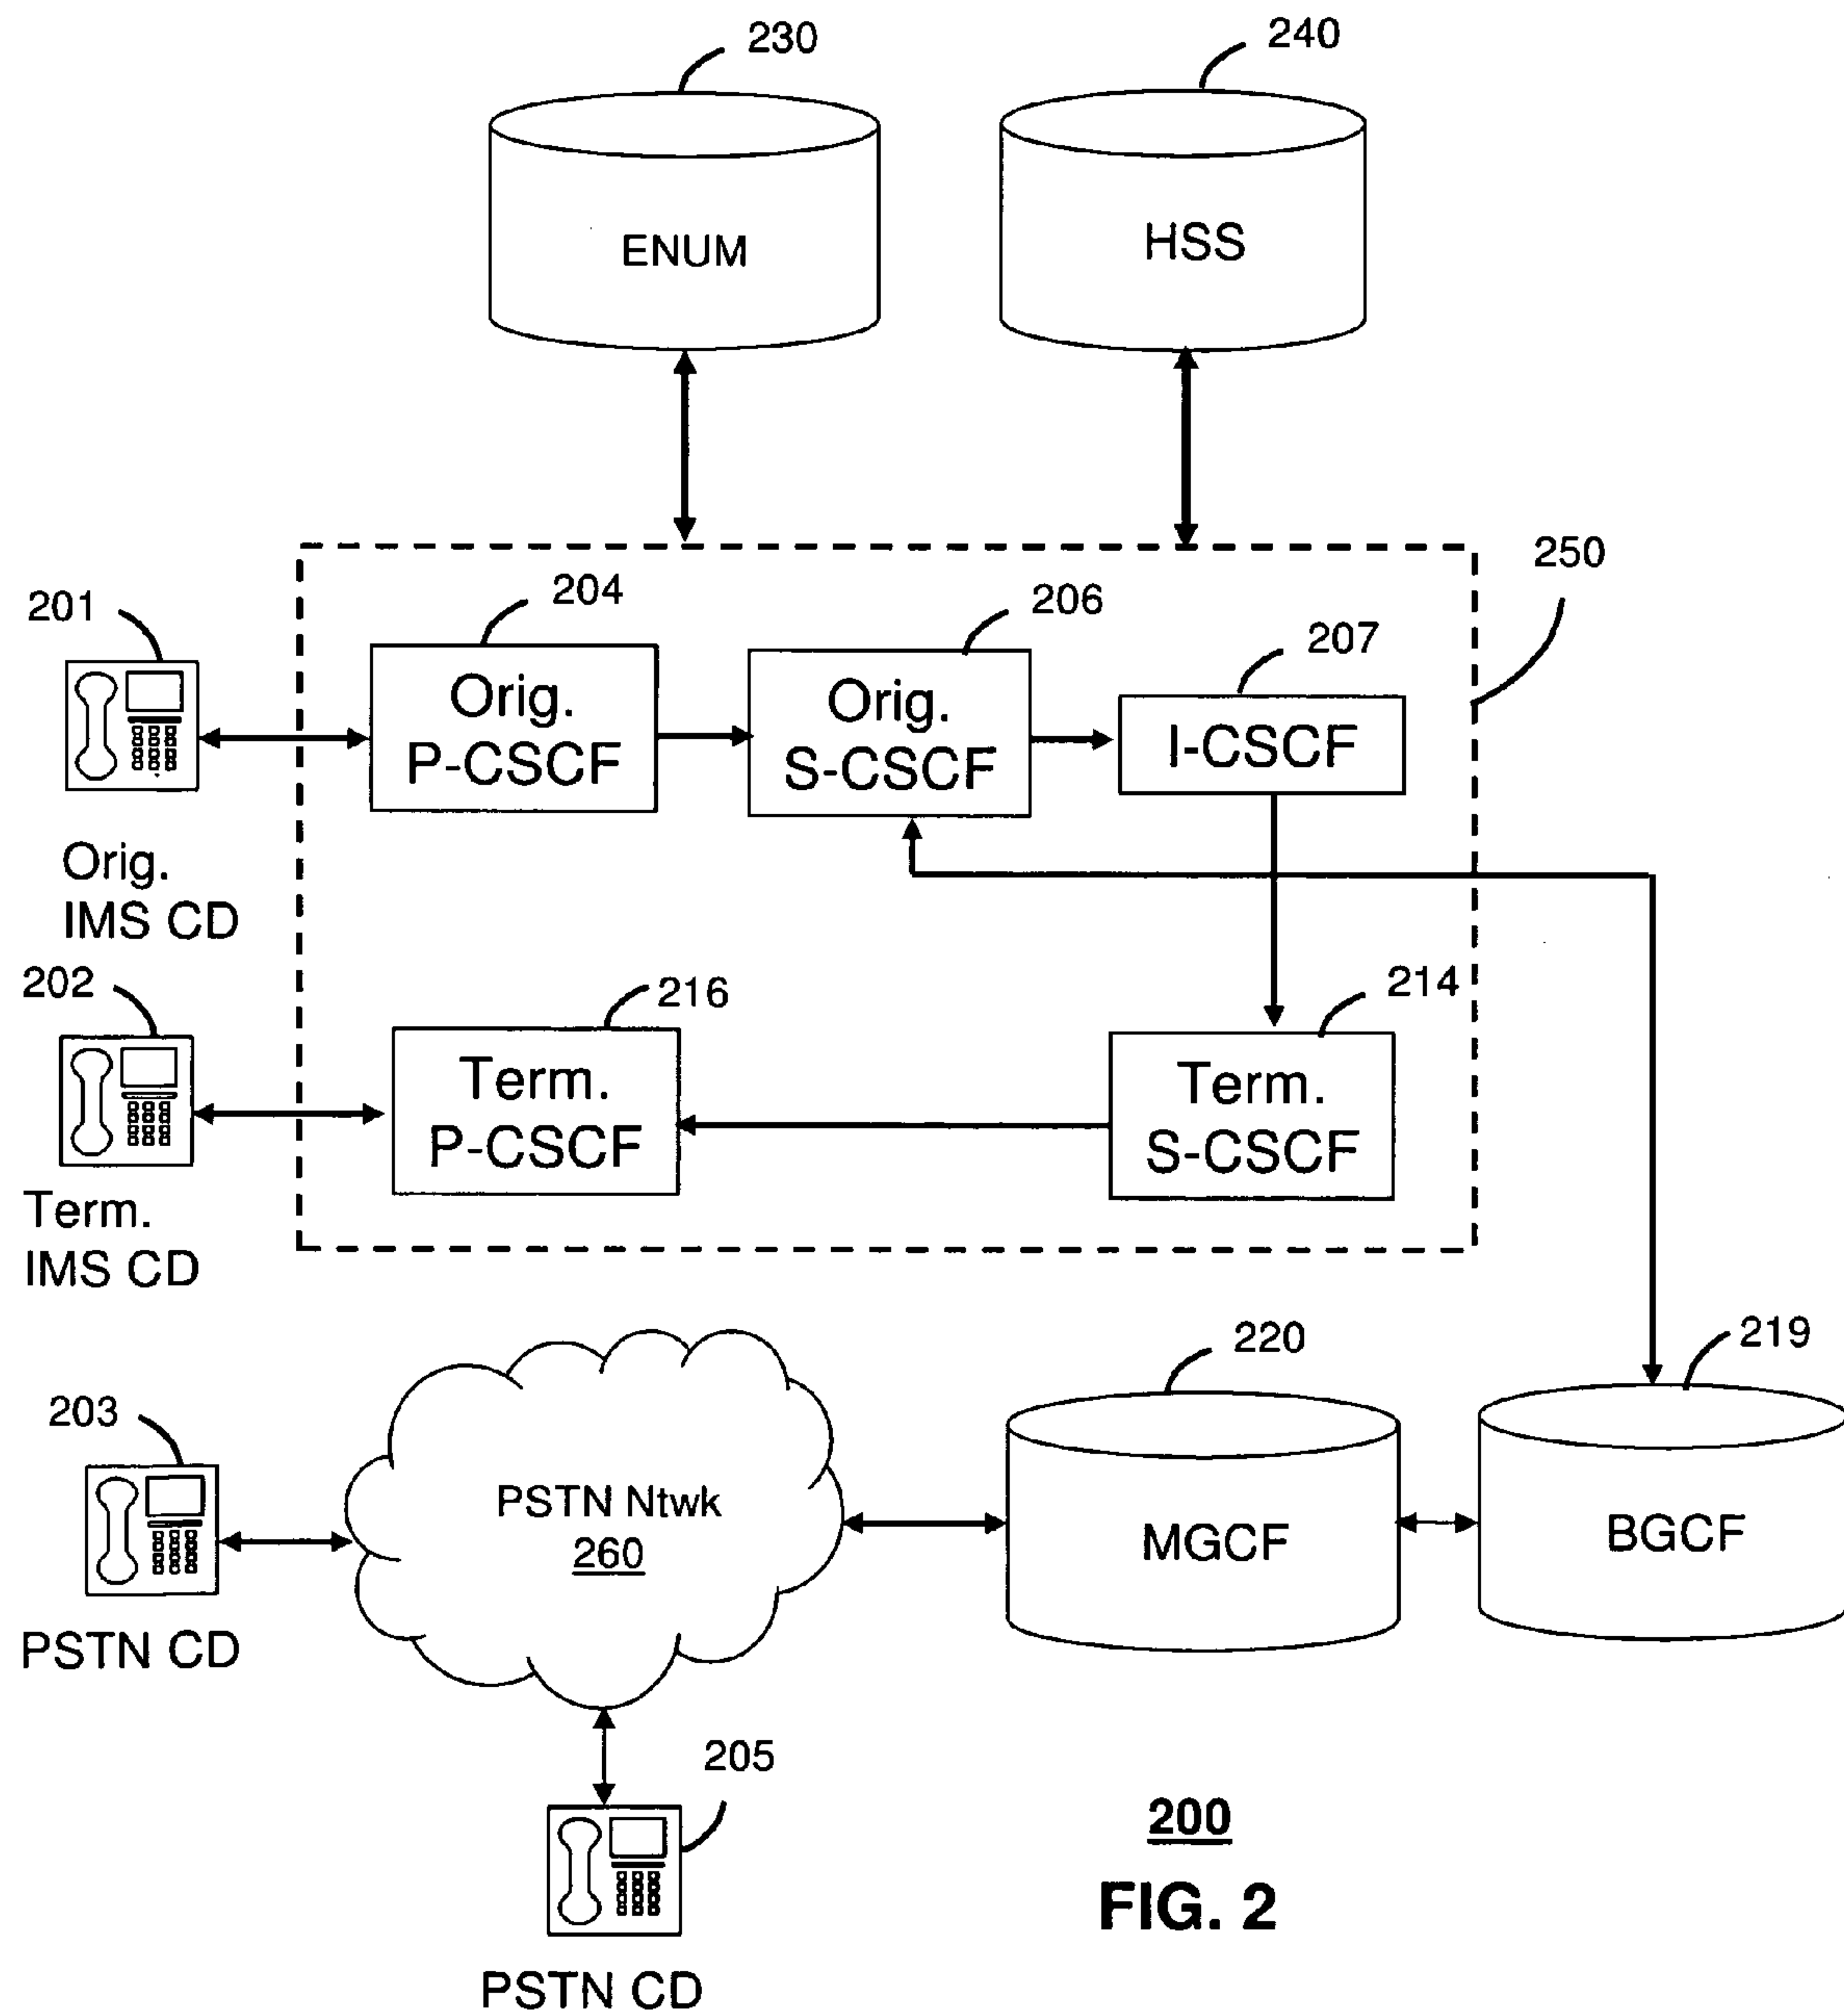 230
240
ENUM
HSS
250
201
204
206
207
Orig.
P-CSCF
Orig.
S-CSCF
I-CSCF
Orig.
IMS CD
202
216
214
Term.
P-CSCF
Term.
S-CSCF
Term.
IMS CD
220
219
203
PSTN Ntwk
260
MGCF
BGCF
PSTN CD
205
PSTN CD
200
FIG. 2